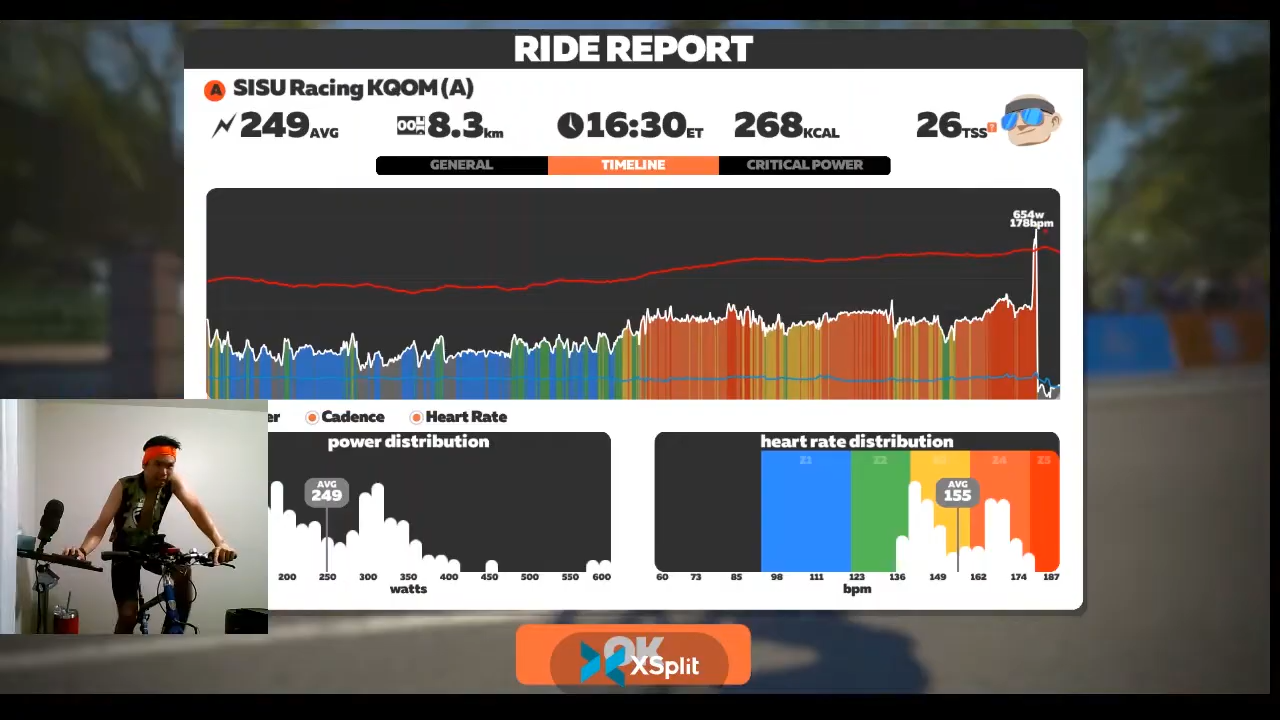 RIDE REPORT
A SISU Racing KQOM (A)
249AVG 8.3km 16:30ET 268KCAL 26TSS
GENERAL TIMELINE CRITICAL POWER
654w
178bpm
er Cadence Heart Rate
power distribution
AVG
249
200 250 300 350 400 450 500 550 600
watts
heart rate distribution
Z1 Z2 Z4 Z5
AVG
155
60 73 85 98 111 123 136 149 162 174 187
bpm
OK
XSplit